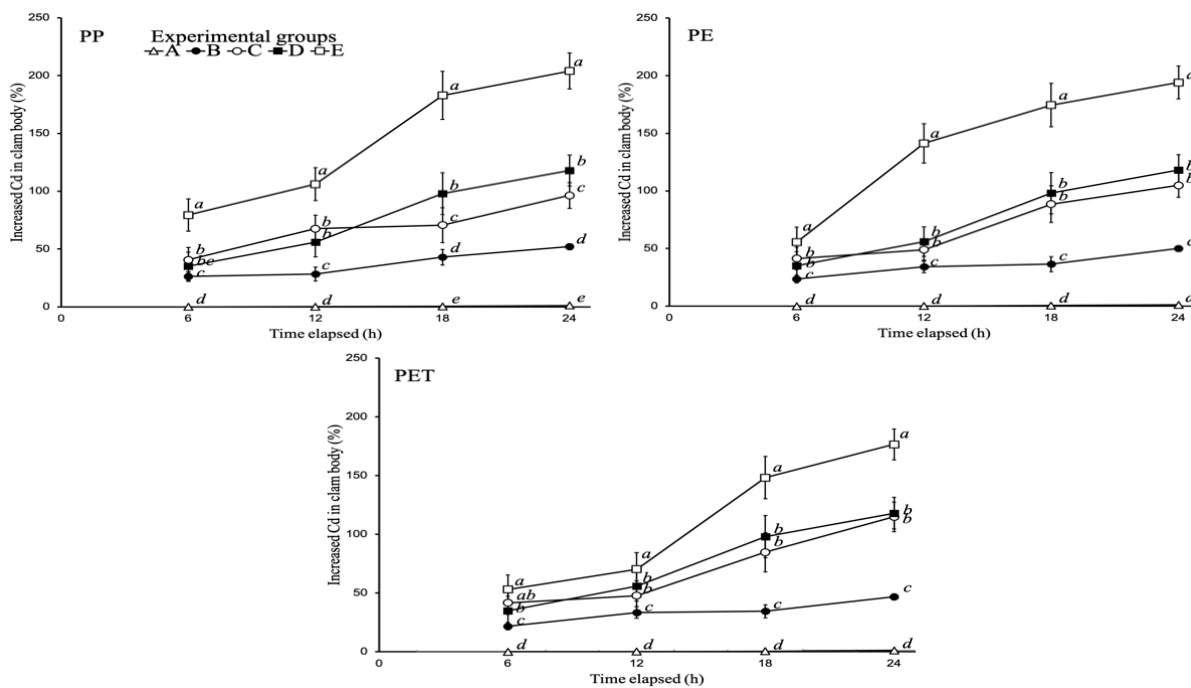 PP
Experimental groups
A B C D E
Increased Cd in clam body (%)
250
200
150
100
50
0
a a a a
b b b b
bc b c c
c c d d
d d e e
0 6 12 18 24
Time elapsed (h)
PE
Increased Cd in clam body (%)
250
200
150
100
50
0
a a a a
b b b b
b b b b
c c c c
d d d d
0 6 12 18 24
Time elapsed (h)
PET
Increased Cd in clam body (%)
250
200
150
100
50
0
a a a a
ab b b b
b b b b
c c c c
d d d d
0 6 12 18 24
Time elapsed (h)